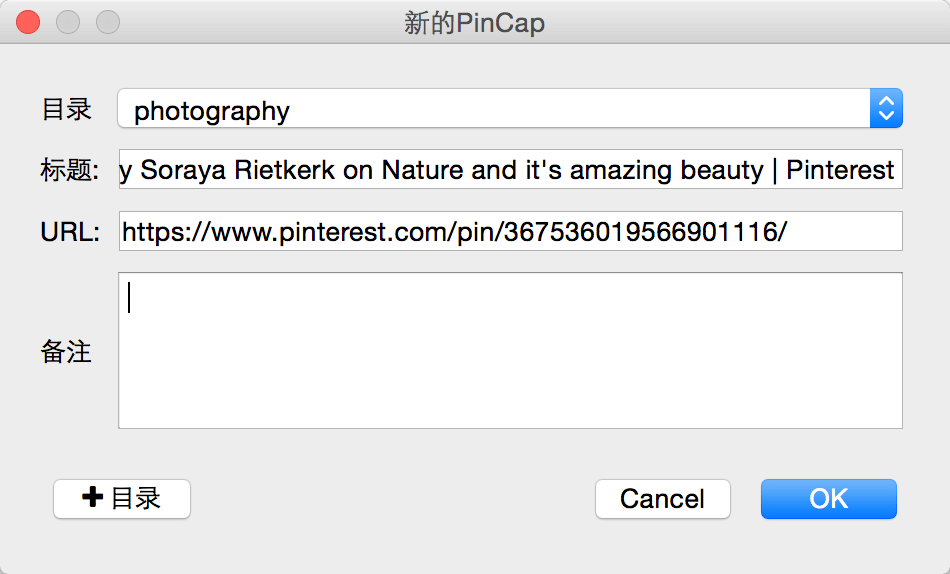 新的PinCap
目录 photography
标题: y Soraya Rietkerk on Nature and it's amazing beauty | Pinterest
URL: https://www.pinterest.com/pin/367536019566901116/
备注
+ 目录 Cancel OK